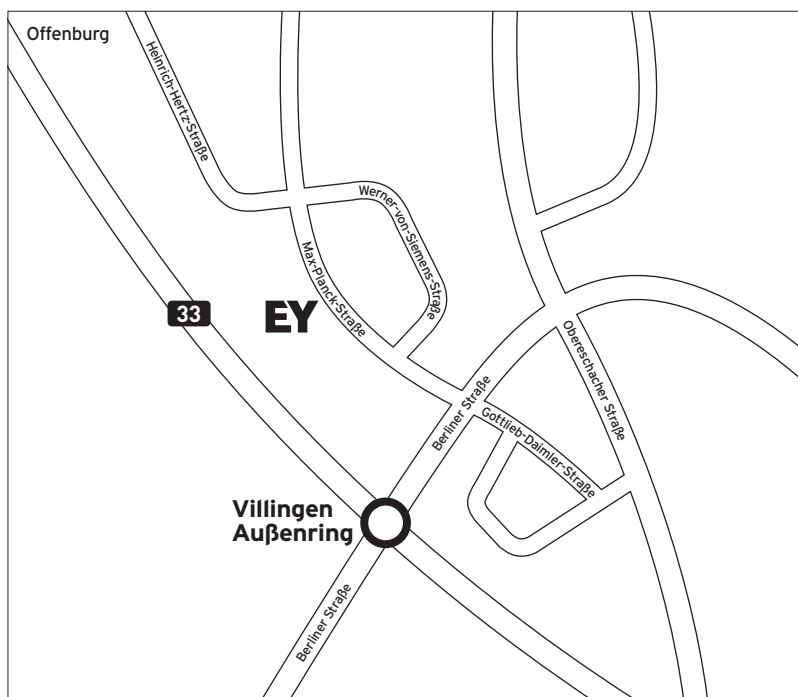 Offenburg
Heinrich-Hertz-Straße
Werner-von-Siemens-Straße
Max-Planck-Straße
33
EY
Obereschacher Straße
Berliner Straße
Gottlieb-Daimler-Straße
Villingen
Außenring
Berliner Straße